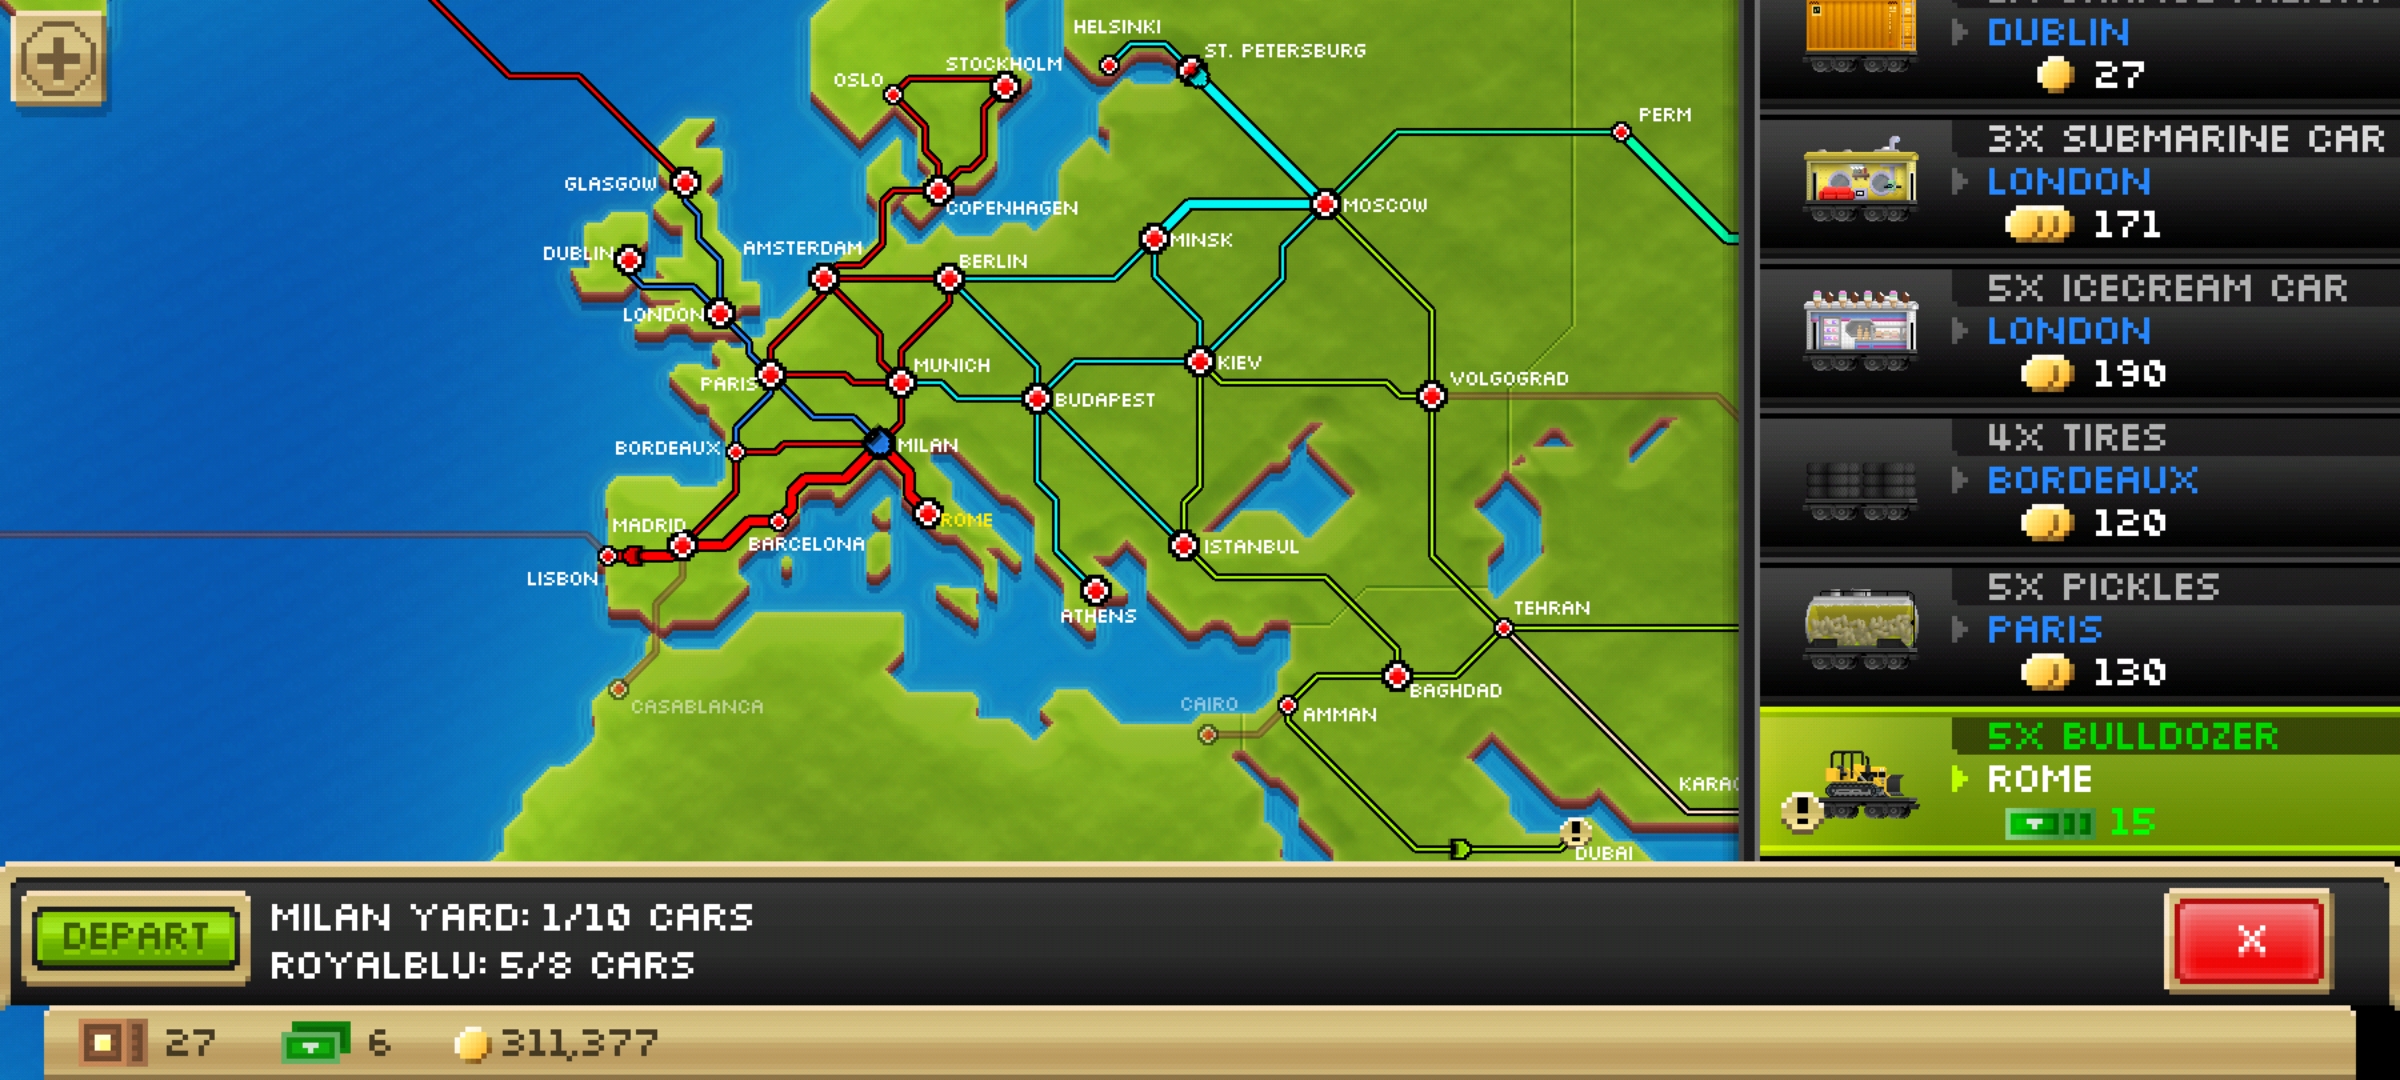 HELSINKI
ST. PETERSBURG
STOCKHOLM
OSLO
PERM
GLASGOW
COPENHAGEN
MOSCOW
DUBLIN
AMSTERDAM
BERLIN
MINSK
LONDON
PARIS
MUNICH
BUDAPEST
KIEV
VOLGOGRAD
BORDEAUX
MILAN
MADRID
BARCELONA
ROME
ISTANBUL
LISBON
ATHENS
TEHRAN
CASABLANCA
CAIRO
AMMAN
BAGHDAD
KARAC
DUBAI
DUBLIN
27
3X SUBMARINE CAR
LONDON
171
5X ICECREAM CAR
LONDON
190
4X TIRES
BORDEAUX
120
5X PICKLES
PARIS
130
5X BULLDOZER
ROME
15
DEPART
MILAN YARD: 1/10 CARS
ROYALBLU: 5/8 CARS
X
27 6 311,377